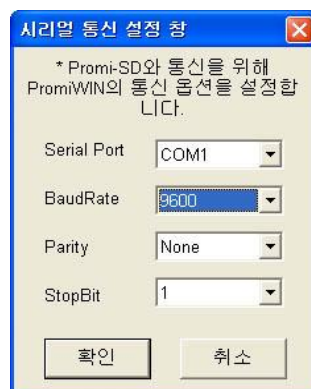 시리얼 통신 설정 창
* Promi-SD와 통신을 위해
PromiWIN의 통신 옵션을 설정합
니다.
Serial Port COM1
BaudRate 9600
Parity None
StopBit 1
확인 취소